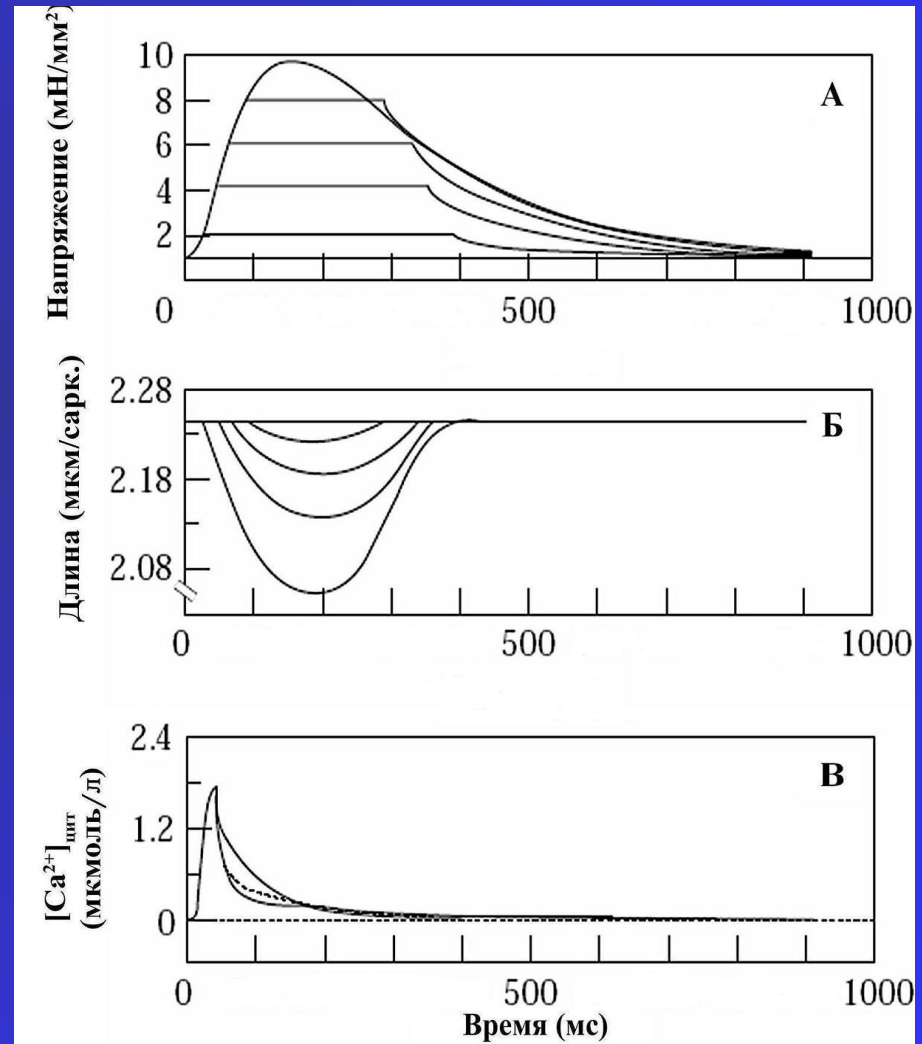 Напряжение (мН/мм²)
10
8
6
4
2
А
0
500
1000
Длина (мкм/сарк.)
2.28
2.18
2.08
Б
0
500
1000
[Ca²⁺]цит
(мкмоль/л)
2.4
1.2
0
В
0
500
1000
Время (мс)